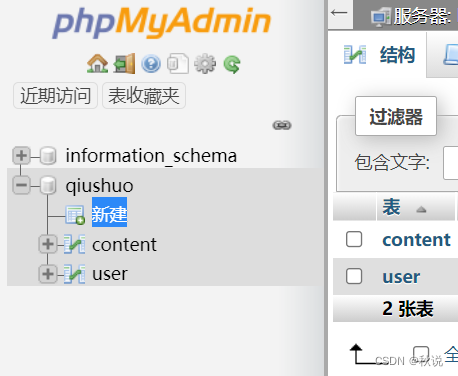 phpMyAdmin
近期访问 表收藏夹
information_schema
qiushuo
新建
content
user
服务器:
结构
过滤器
包含文字:
表
content
user
2 张表
全
CSDN @秋说